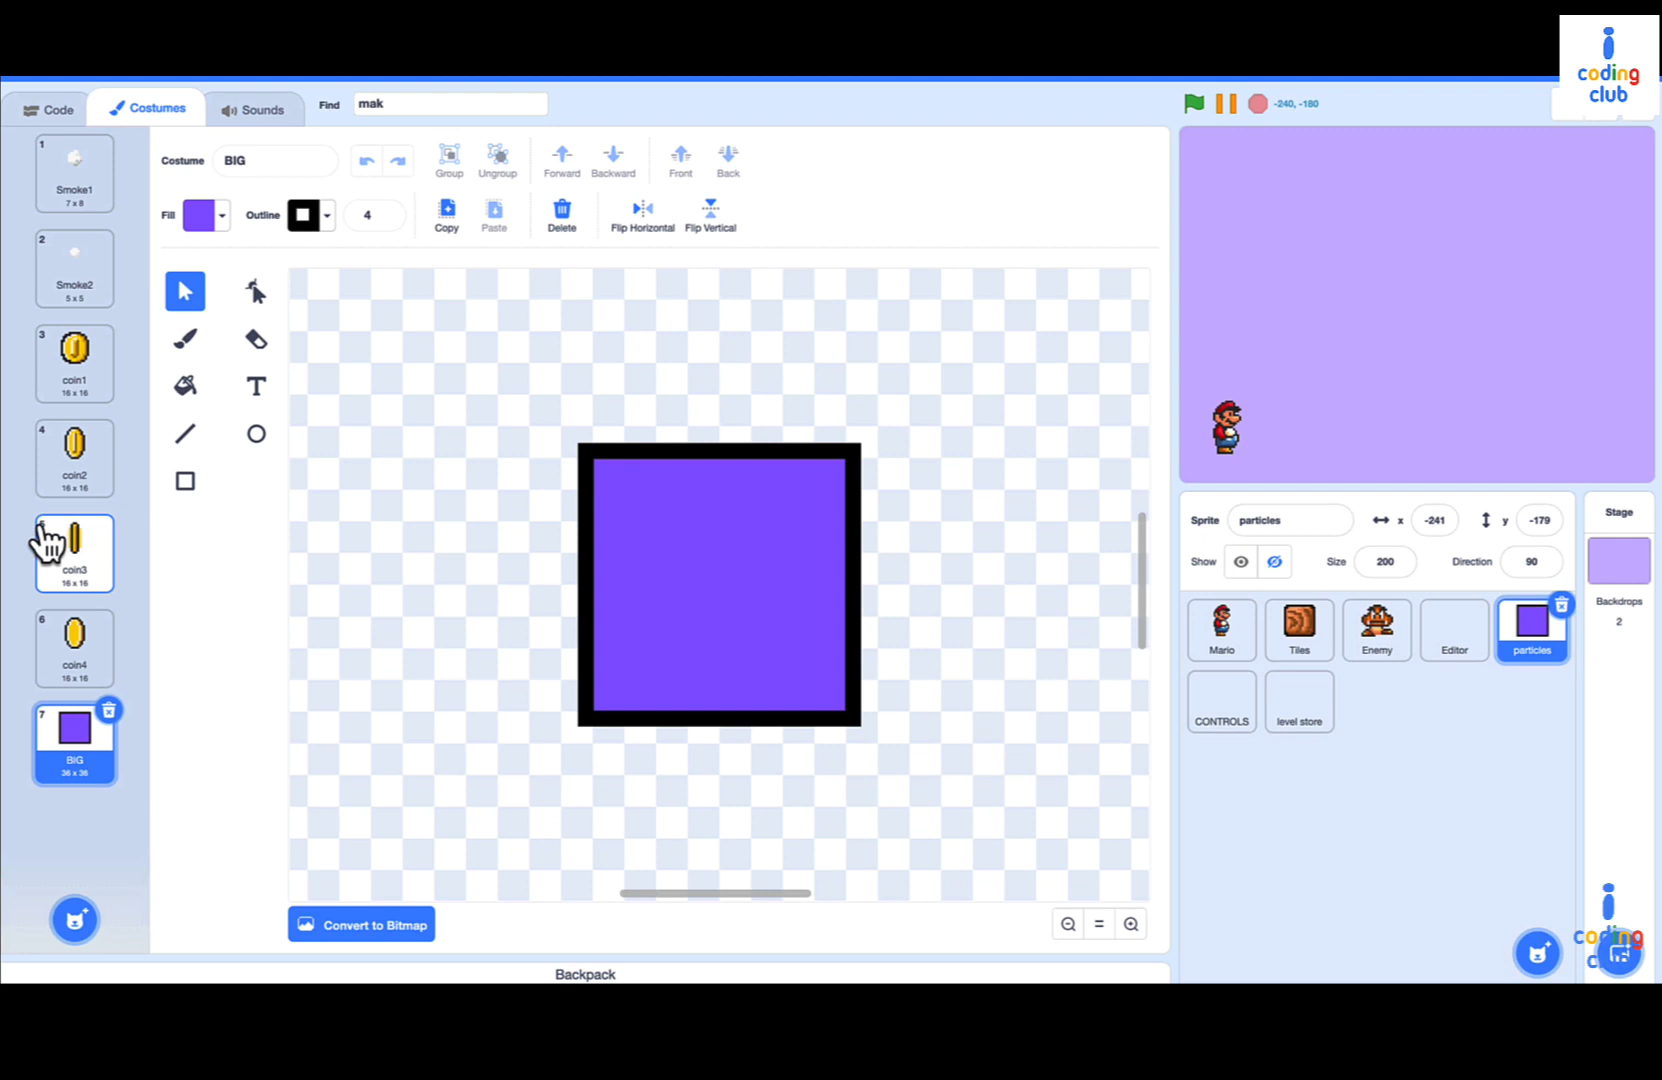 i
coding
club
Code
Costumes
Sounds
Find
mak
-240, -180
1
Smoke1
7 x 8
2
Smoke2
5 x 5
3
coin1
16 x 16
4
coin2
16 x 16
coin3
16 x 16
6
coin4
16 x 16
7
BIG
36 x 36
Costume
BIG
Group
Ungroup
Forward
Backward
Front
Back
Fill
Outline
4
Copy
Paste
Delete
Flip Horizontal
Flip Vertical
T
Convert to Bitmap
=
Backpack
Sprite
particles
x
-241
y
-179
Show
Size
200
Direction
90
Mario
Tiles
Enemy
Editor
particles
CONTROLS
level store
Stage
Backdrops
2
i
coding